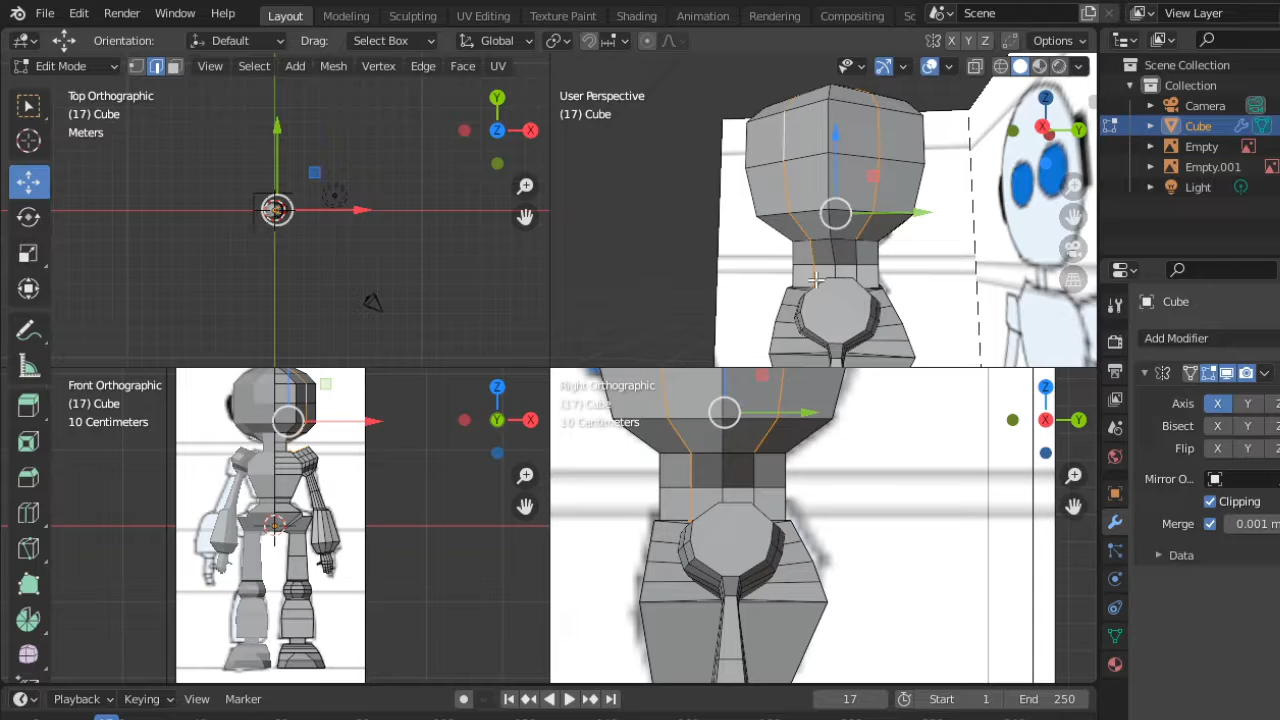 File Edit Render Window Help Layout Modeling Sculpting UV Editing Texture Paint Shading Animation Rendering Compositing Sc Scene View Layer
Orientation: Default Drag: Select Box Global X Y Z Options
Edit Mode View Select Add Mesh Vertex Edge Face UV
Scene Collection
Collection
Camera
Cube
Empty
Empty.001
Light
Top Orthographic
(17) Cube
Meters
Y
Z
X
User Perspective
(17) Cube
Z
X
Y
Front Orthographic
(17) Cube
10 Centimeters
Z
Y
X
Right Orthographic
(17) Cube
10 Centimeters
Z
X
Y
Cube
Add Modifier
Axis X Y Z
Bisect X Y Z
Flip X Y Z
Mirror O...
Clipping
Merge 0.001 m
Data
Playback Keying View Marker 17 Start 1 End 250